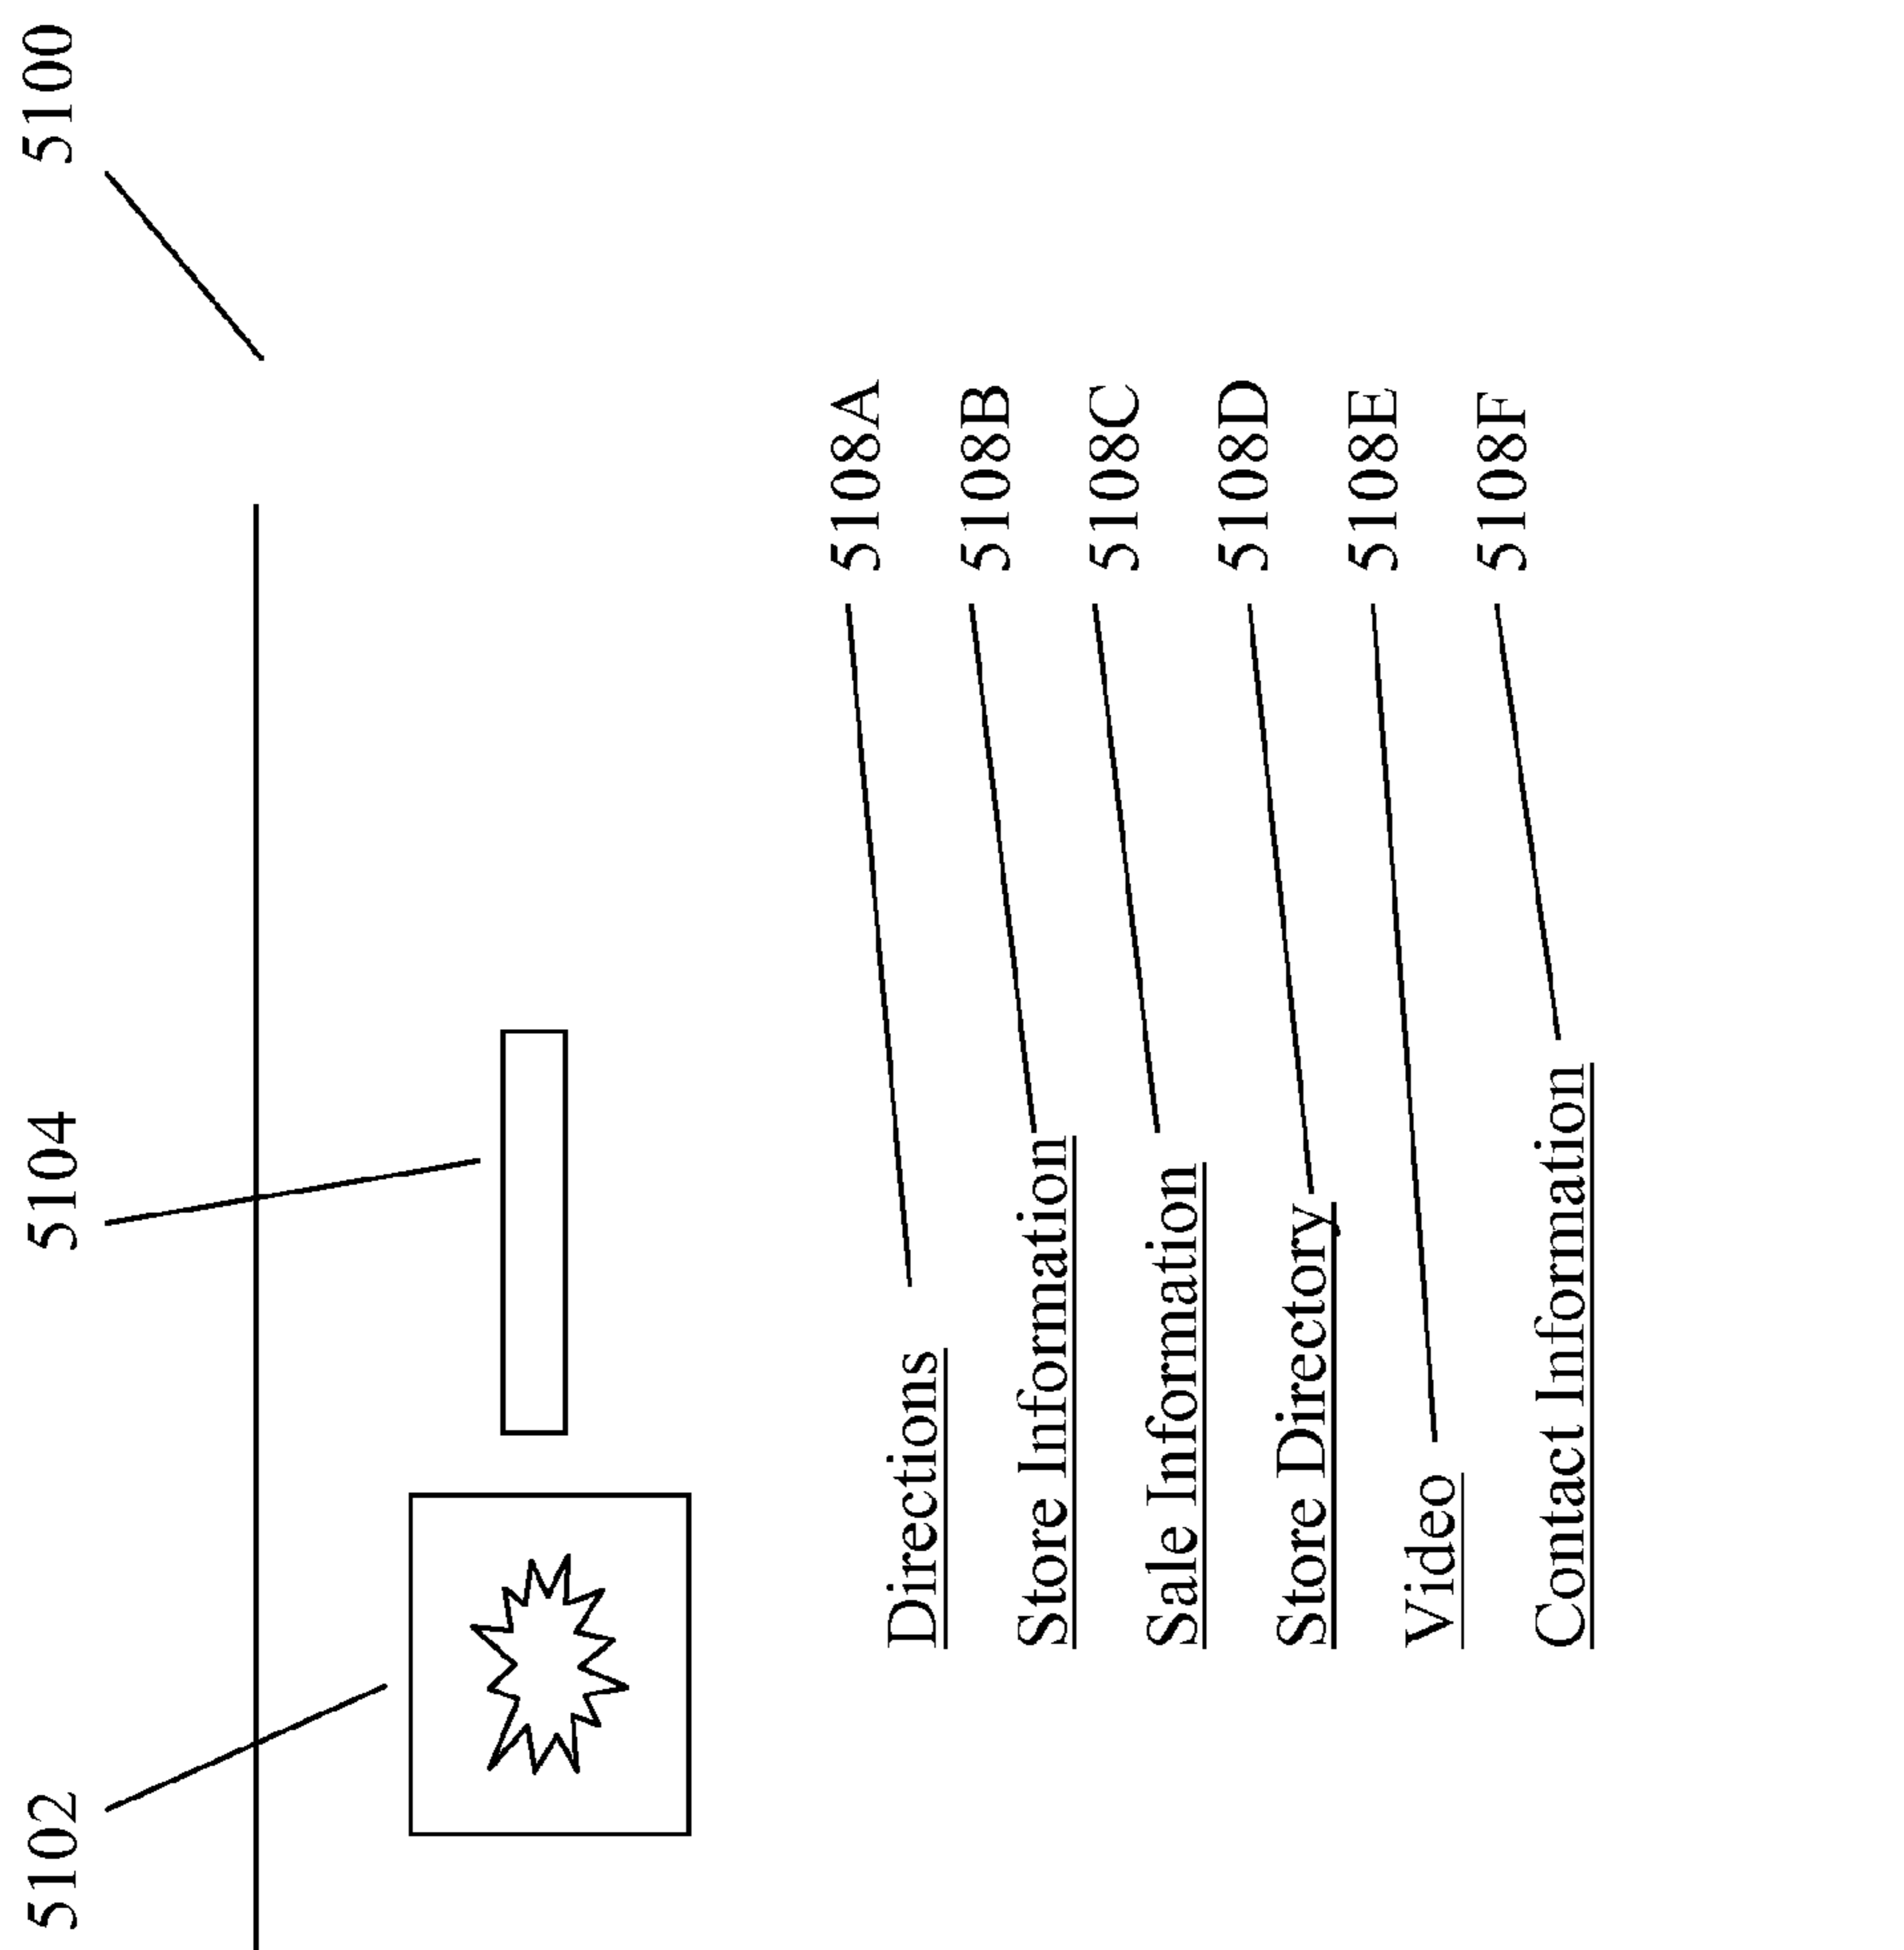 5100
5102
5104
Directions 5108A
Store Information 5108B
Sale Information 5108C
Store Directory 5108D
Video 5108E
Contact Information 5108F